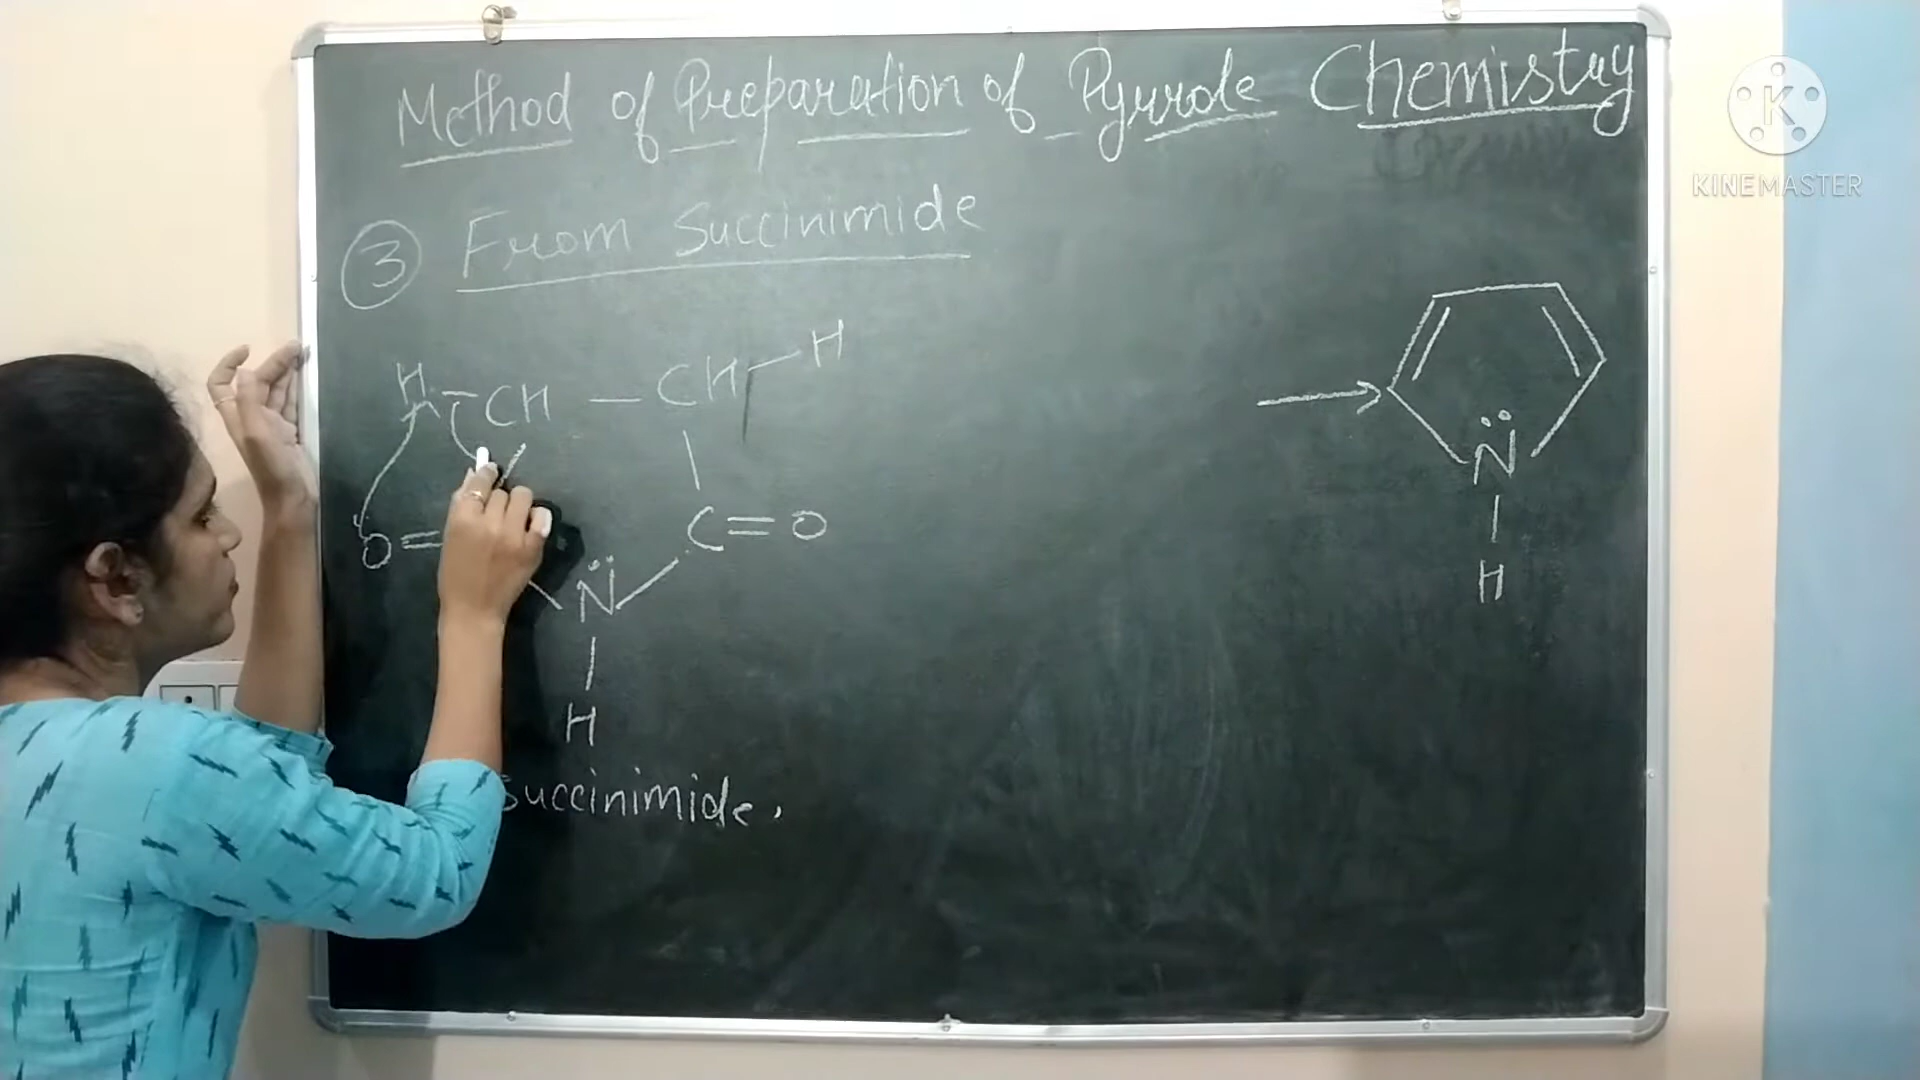 Method of Preparation of Pyrrole Chemistry
③ From Succinimide
H - CH — CH — H
O = C = O
N̈
N̈
H
H
Succinimide.
K
KINEMASTER